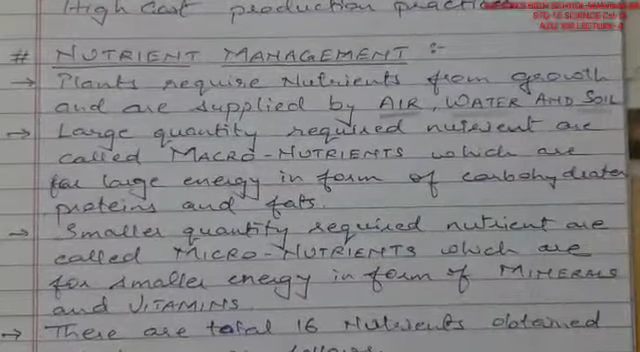 High Cost production practices
# NUTRIENT MANAGEMENT :-
→ Plants require Nutrients from growth
and are supplied by AIR, WATER AND SOIL
→ Large quantity required nutrient are
called MACRO-NUTRIENTS which are
for large energy in form of carbohydrates
proteins and fats.
→ Smaller quantity required nutrient are
called MICRO-NUTRIENTS which are
for smaller energy in form of MINERALS
and VITAMINS.
→ There are total 16 Nutrients obtained